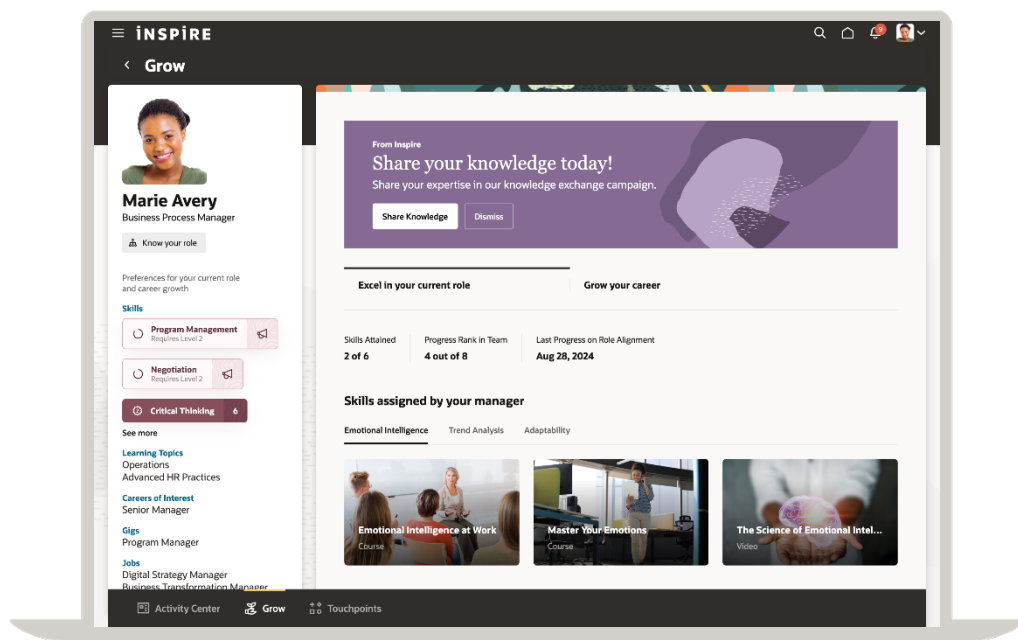 iNSPiRE
Grow
Marie Avery
Business Process Manager
Know your role
Preferences for your current role
and career growth
Skills
Program Management
Requires Level 2
Negotiation
Requires Level 2
Critical Thinking 6
See more
Learning Topics
Operations
Advanced HR Practices
Careers of Interest
Senior Manager
Gigs
Program Manager
Jobs
Digital Strategy Manager
Business Transformation Manager
From Inspire
Share your knowledge today!
Share your expertise in our knowledge exchange campaign.
Share Knowledge Dismiss
Excel in your current role Grow your career
Skills Attained Progress Rank in Team Last Progress on Role Alignment
2 of 6 4 out of 8 Aug 28, 2024
Skills assigned by your manager
Emotional Intelligence Trend Analysis Adaptability
Emotional Intelligence at Work
Course
Master Your Emotions
Course
The Science of Emotional Intel...
Video
Activity Center Grow Touchpoints